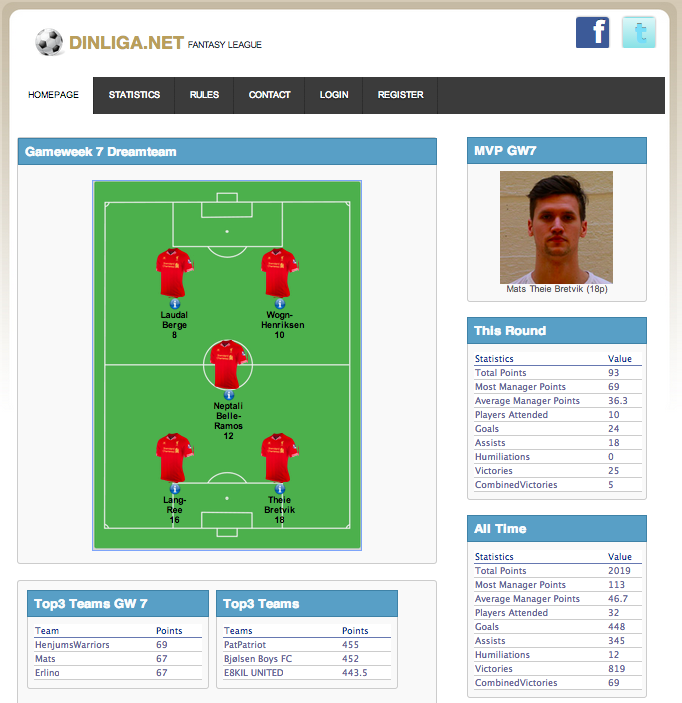 DINLIGA.NET FANTASY LEAGUE
f t
HOMEPAGE STATISTICS RULES CONTACT LOGIN REGISTER
Gameweek 7 Dreamteam
Laudal
Berge
8
Wogn-
Henriksen
10
Neptali
Belle-
Ramos
12
Lang-
Ree
16
Theie
Bretvik
18
MVP GW7
Mats Theie Bretvik (18p)
This Round
Statistics Value
Total Points 93
Most Manager Points 69
Average Manager Points 36.3
Players Attended 10
Goals 24
Assists 18
Humiliations 0
Victories 25
CombinedVictories 5
All Time
Statistics Value
Total Points 2019
Most Manager Points 113
Average Manager Points 46.7
Players Attended 32
Goals 448
Assists 345
Humiliations 12
Victories 819
CombinedVictories 69
Top3 Teams GW 7
Team Points
HenjumsWarriors 69
Mats 67
Erlino 67
Top3 Teams
Teams Points
PatPatriot 455
Bjølsen Boys FC 452
E8KIL UNITED 443.5